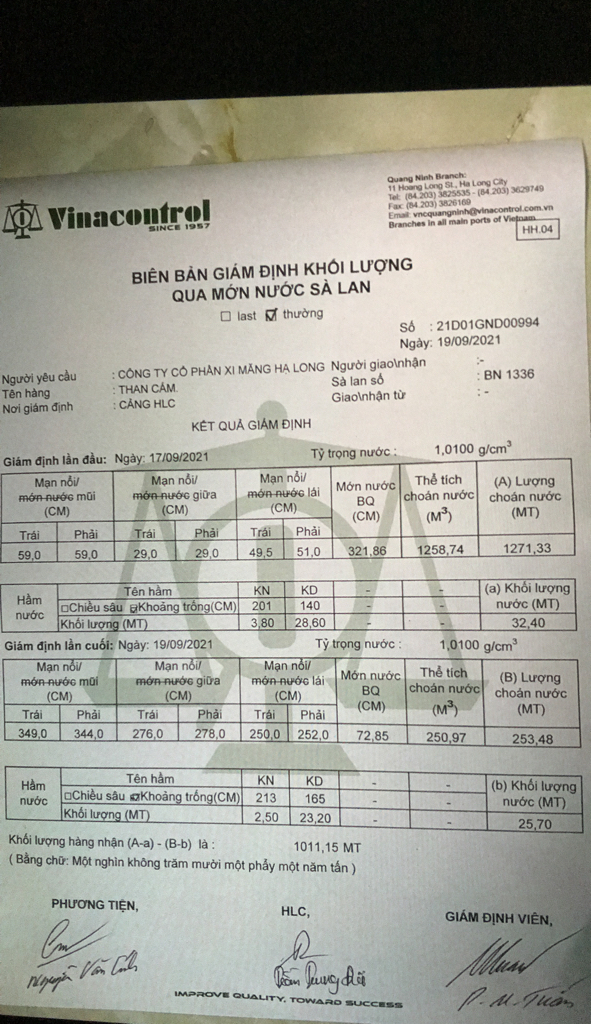 Vinacontrol
SINCE 1957
Quang Ninh Branch:
11 Hoang Long St., Ha Long City
Tel: (84.203) 3825535 - (84.203) 3629749
Fax: (84.203) 3826169
Email: vncquangninh@vinacontrol.com.vn
Branches in all main ports of Vietnam
HH.04
BIÊN BẢN GIÁM ĐỊNH KHỐI LƯỢNG
QUA MỚN NƯỚC SÀ LAN
☐ last ☑ thường
Số : 21D01GND00994
Ngày: 19/09/2021
Người yêu cầu : CÔNG TY CỔ PHẦN XI MĂNG HẠ LONG Người giao\nhận :-
Tên hàng : THAN CÁM. Sà lan số : BN 1336
Nơi giám định : CẢNG HLC Giao\nhận từ : -
KẾT QUẢ GIÁM ĐỊNH
Giám định lần đầu: Ngày: 17/09/2021 Tỷ trọng nước : 1,0100 g/cm³
Mạn nổi/ món nước mũi (CM) Mạn nổi/ món nước giữa (CM) Mạn nổi/ món nước lái (CM) Món nước BQ (CM) Thể tích choán nước (M³) (A) Lượng choán nước (MT)
Trái Phải Trái Phải Trái Phải
59,0 59,0 29,0 29,0 49,5 51,0 321,86 1258,74 1271,33
Hầm nước Tên hầm KN KD - - (a) Khối lượng nước (MT)
☐Chiều sâu ☑Khoảng trống(CM) 201 140 - -
Khối lượng (MT) 3,80 28,60 - - 32,40
Giám định lần cuối: Ngày: 19/09/2021 Tỷ trọng nước : 1,0100 g/cm³
Mạn nổi/ món nước mũi (CM) Mạn nổi/ món nước giữa (CM) Mạn nổi/ món nước lái (CM) Món nước BQ (CM) Thể tích choán nước (M³) (B) Lượng choán nước (MT)
Trái Phải Trái Phải Trái Phải
349,0 344,0 276,0 278,0 250,0 252,0 72,85 250,97 253,48
Hầm nước Tên hầm KN KD - - (b) Khối lượng nước (MT)
☐Chiều sâu ☑Khoảng trống(CM) 213 165 - -
Khối lượng (MT) 2,50 23,20 - - 25,70
Khối lượng hàng nhận (A-a) - (B-b) là : 1011,15 MT
( Bằng chữ: Một nghìn không trăm mười một phẩy một năm tấn )
PHƯƠNG TIỆN, HLC, GIÁM ĐỊNH VIÊN,
Nguyễn Văn
IMPROVE QUALITY, TOWARD SUCCESS